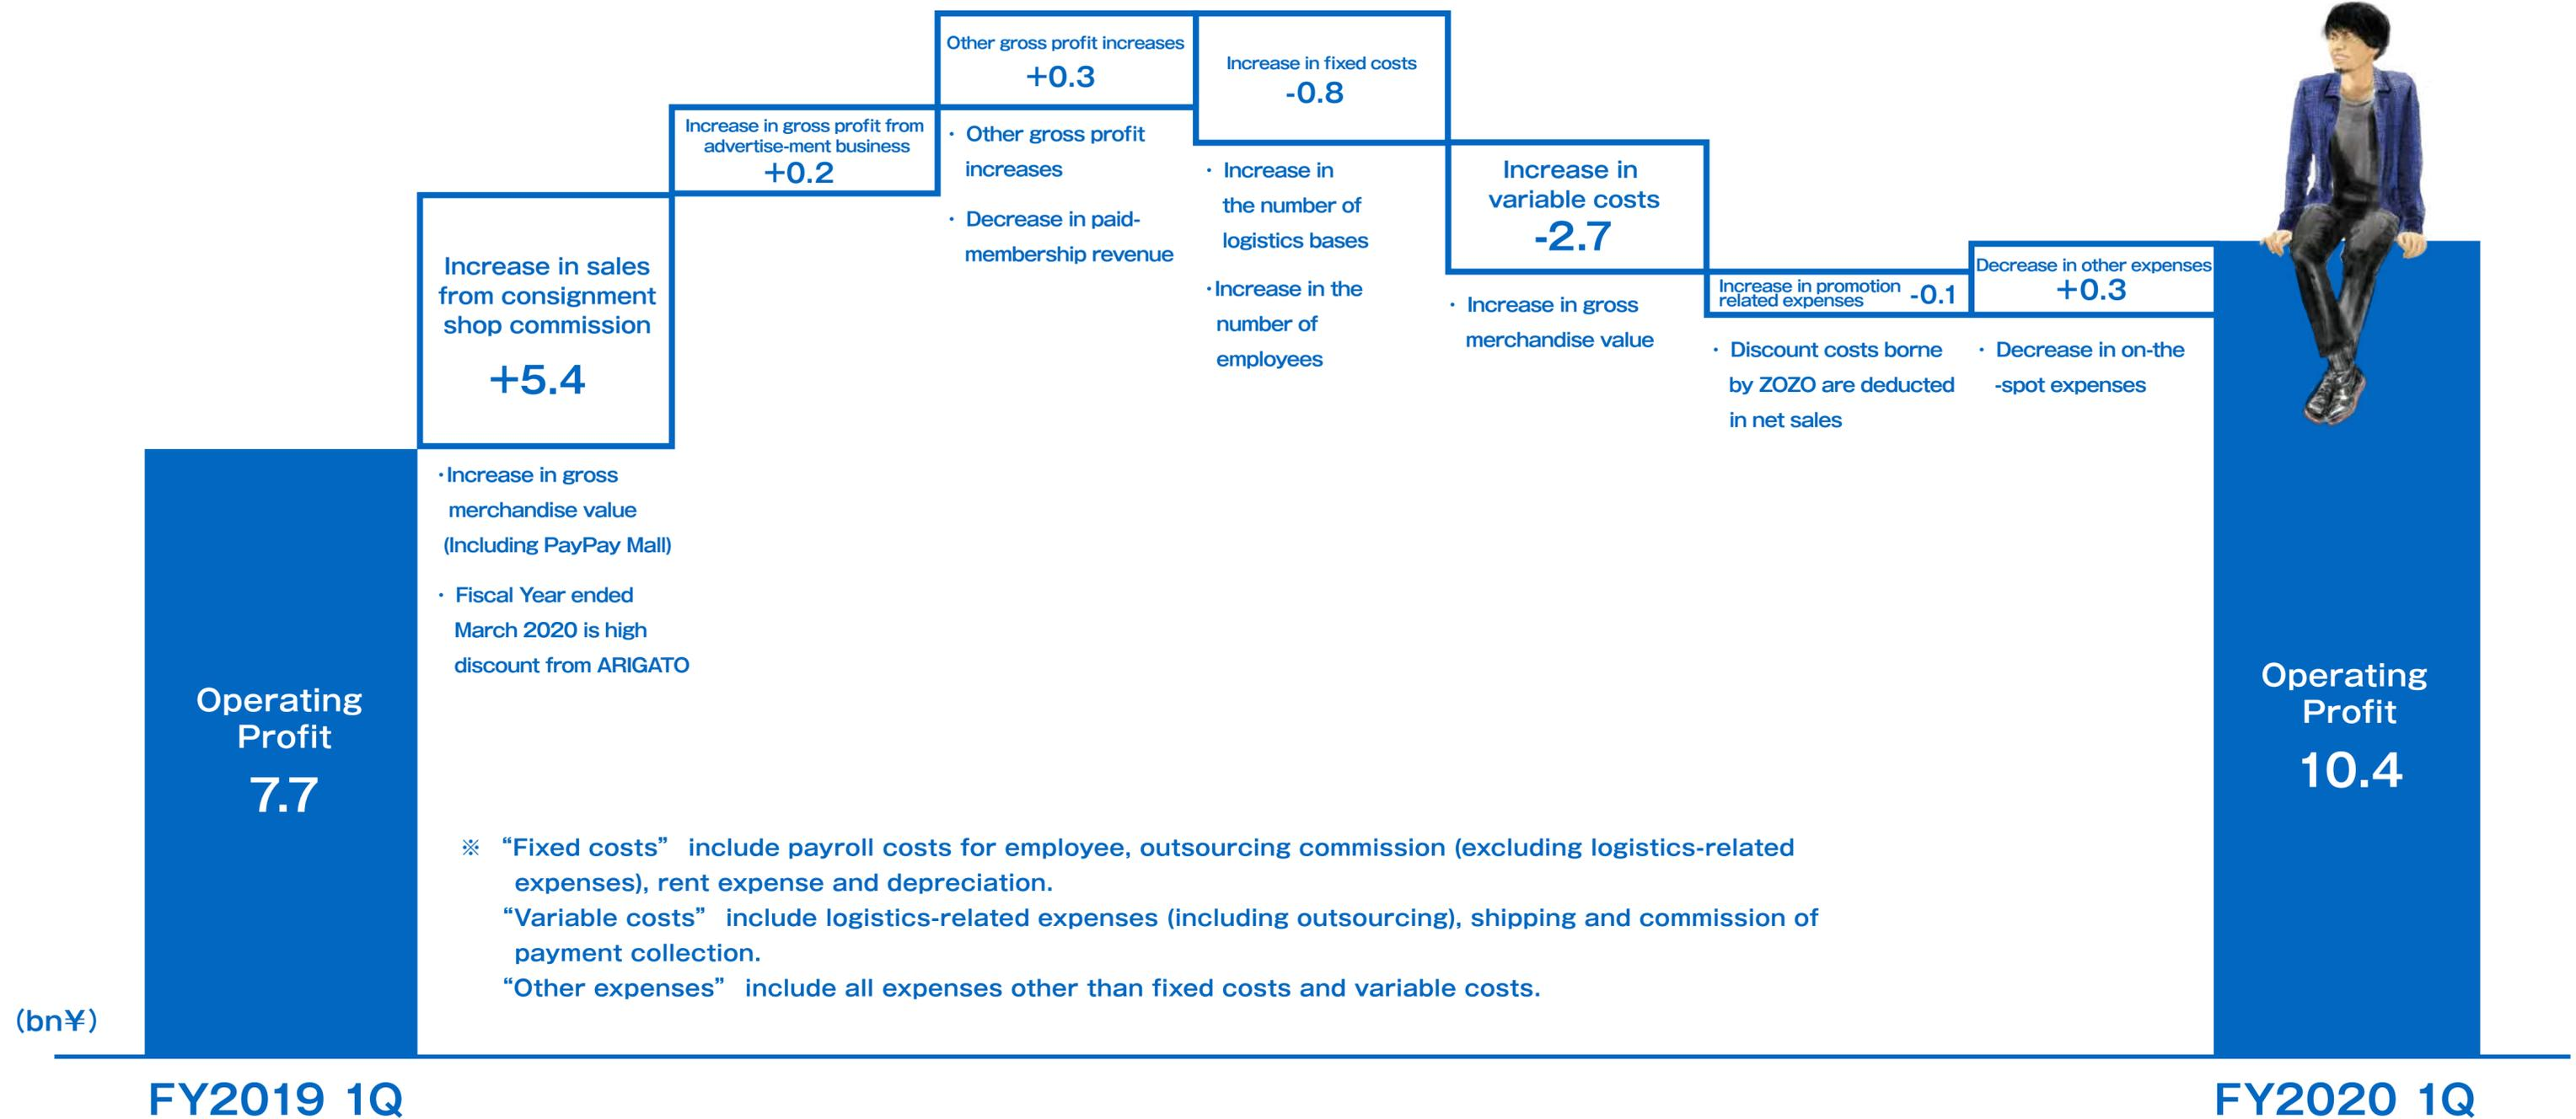 Other gross profit increases
+0.3
Increase in fixed costs
-0.8
Increase in gross profit from
advertise-ment business
+0.2
・ Other gross profit
increases
・ Decrease in paid-
membership revenue
・ Increase in
the number of
logistics bases
・Increase in the
number of
employees
Increase in
variable costs
-2.7
・ Increase in gross
merchandise value
Increase in promotion
related expenses
-0.1
・ Discount costs borne
by ZOZO are deducted
in net sales
Decrease in other expenses
+0.3
・ Decrease in on-the
-spot expenses
Increase in sales
from consignment
shop commission
+5.4
・Increase in gross
merchandise value
(Including PayPay Mall)
・ Fiscal Year ended
March 2020 is high
discount from ARIGATO
Operating
Profit
7.7
Operating
Profit
10.4
※ “Fixed costs” include payroll costs for employee, outsourcing commission (excluding logistics-related
expenses), rent expense and depreciation.
“Variable costs” include logistics-related expenses (including outsourcing), shipping and commission of
payment collection.
“Other expenses” include all expenses other than fixed costs and variable costs.
(bn¥)
FY2019 1Q
FY2020 1Q